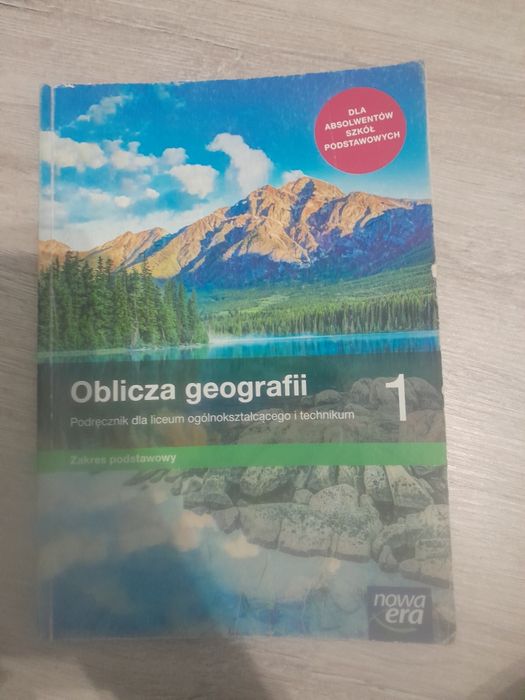 DLA
ABSOLWENTÓW
SZKÓŁ
PODSTAWOWYCH
Oblicza geografii
1
Podręcznik dla liceum ogólnokształcącego i technikum
Zakres podstawowy
nowa
era